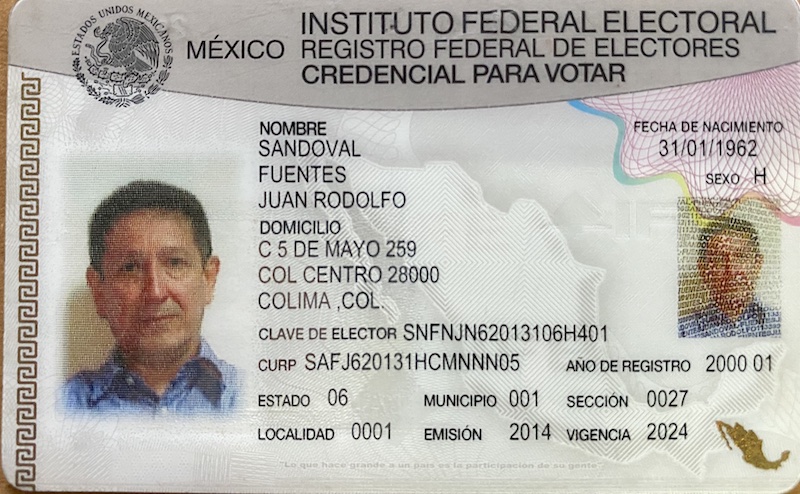 ESTADOS UNIDOS MEXICANOS
MÉXICO
INSTITUTO FEDERAL ELECTORAL
REGISTRO FEDERAL DE ELECTORES
CREDENCIAL PARA VOTAR
NOMBRE
SANDOVAL
FUENTES
JUAN RODOLFO
FECHA DE NACIMIENTO
31/01/1962
SEXO H
DOMICILIO
C 5 DE MAYO 259
COL CENTRO 28000
COLIMA ,COL.
CLAVE DE ELECTOR SNFNJN62013106H401
CURP SAFJ620131HCMNNN05 AÑO DE REGISTRO 2000 01
ESTADO 06 MUNICIPIO 001 SECCIÓN 0027
LOCALIDAD 0001 EMISIÓN 2014 VIGENCIA 2024
"Lo que hace grande a un país es la participación de su gente"